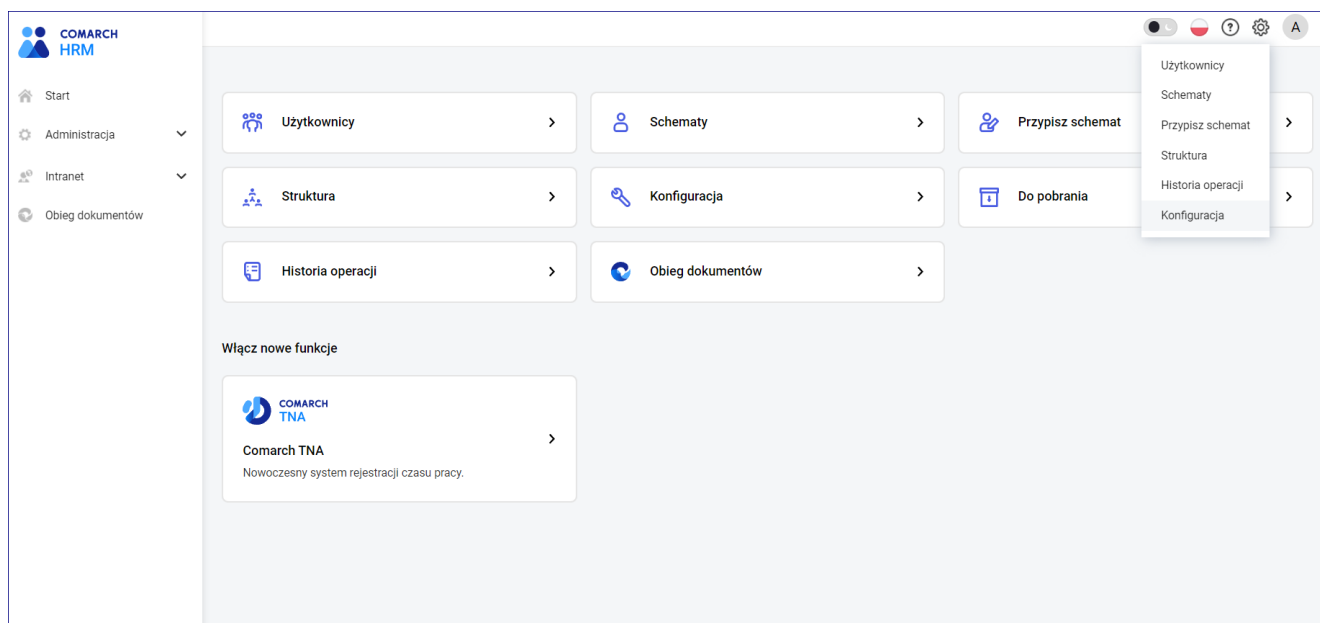 COMARCH
HRM
A
Start
Administracja
Intranet
Obieg dokumentów
Użytkownicy
Schematy
Przypisz schemat
Struktura
Historia operacji
Konfiguracja
Użytkownicy
Schematy
Przypisz schemat
Struktura
Konfiguracja
Do pobrania
Historia operacji
Obieg dokumentów
Włącz nowe funkcje
COMARCH
TNA
Comarch TNA
Nowoczesny system rejestracji czasu pracy.